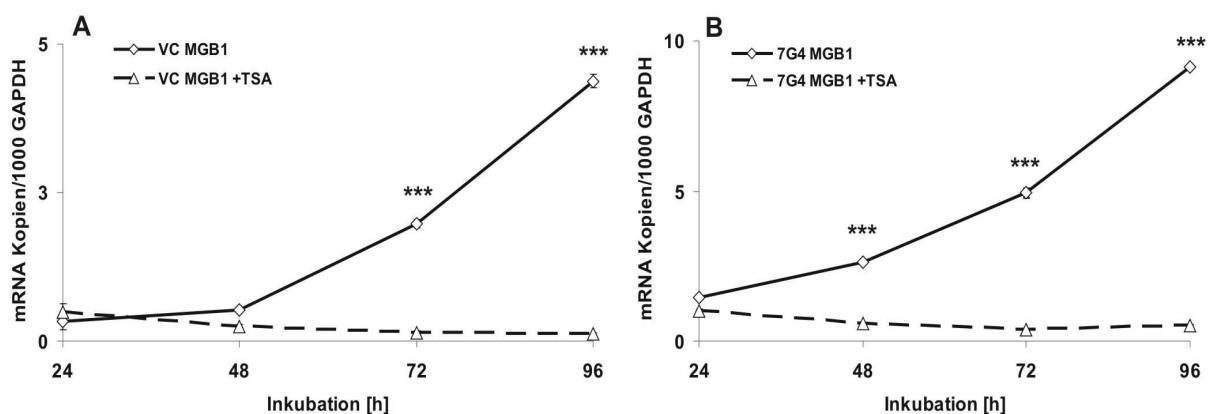 A
VC MGB1
VC MGB1 +TSA
mRNA Kopien/1000 GAPDH
5
3
0
***
***
24 48 72 96
Inkubation [h]
B
7G4 MGB1
7G4 MGB1 +TSA
mRNA Kopien/1000 GAPDH
10
5
0
***
***
***
24 48 72 96
Inkubation [h]